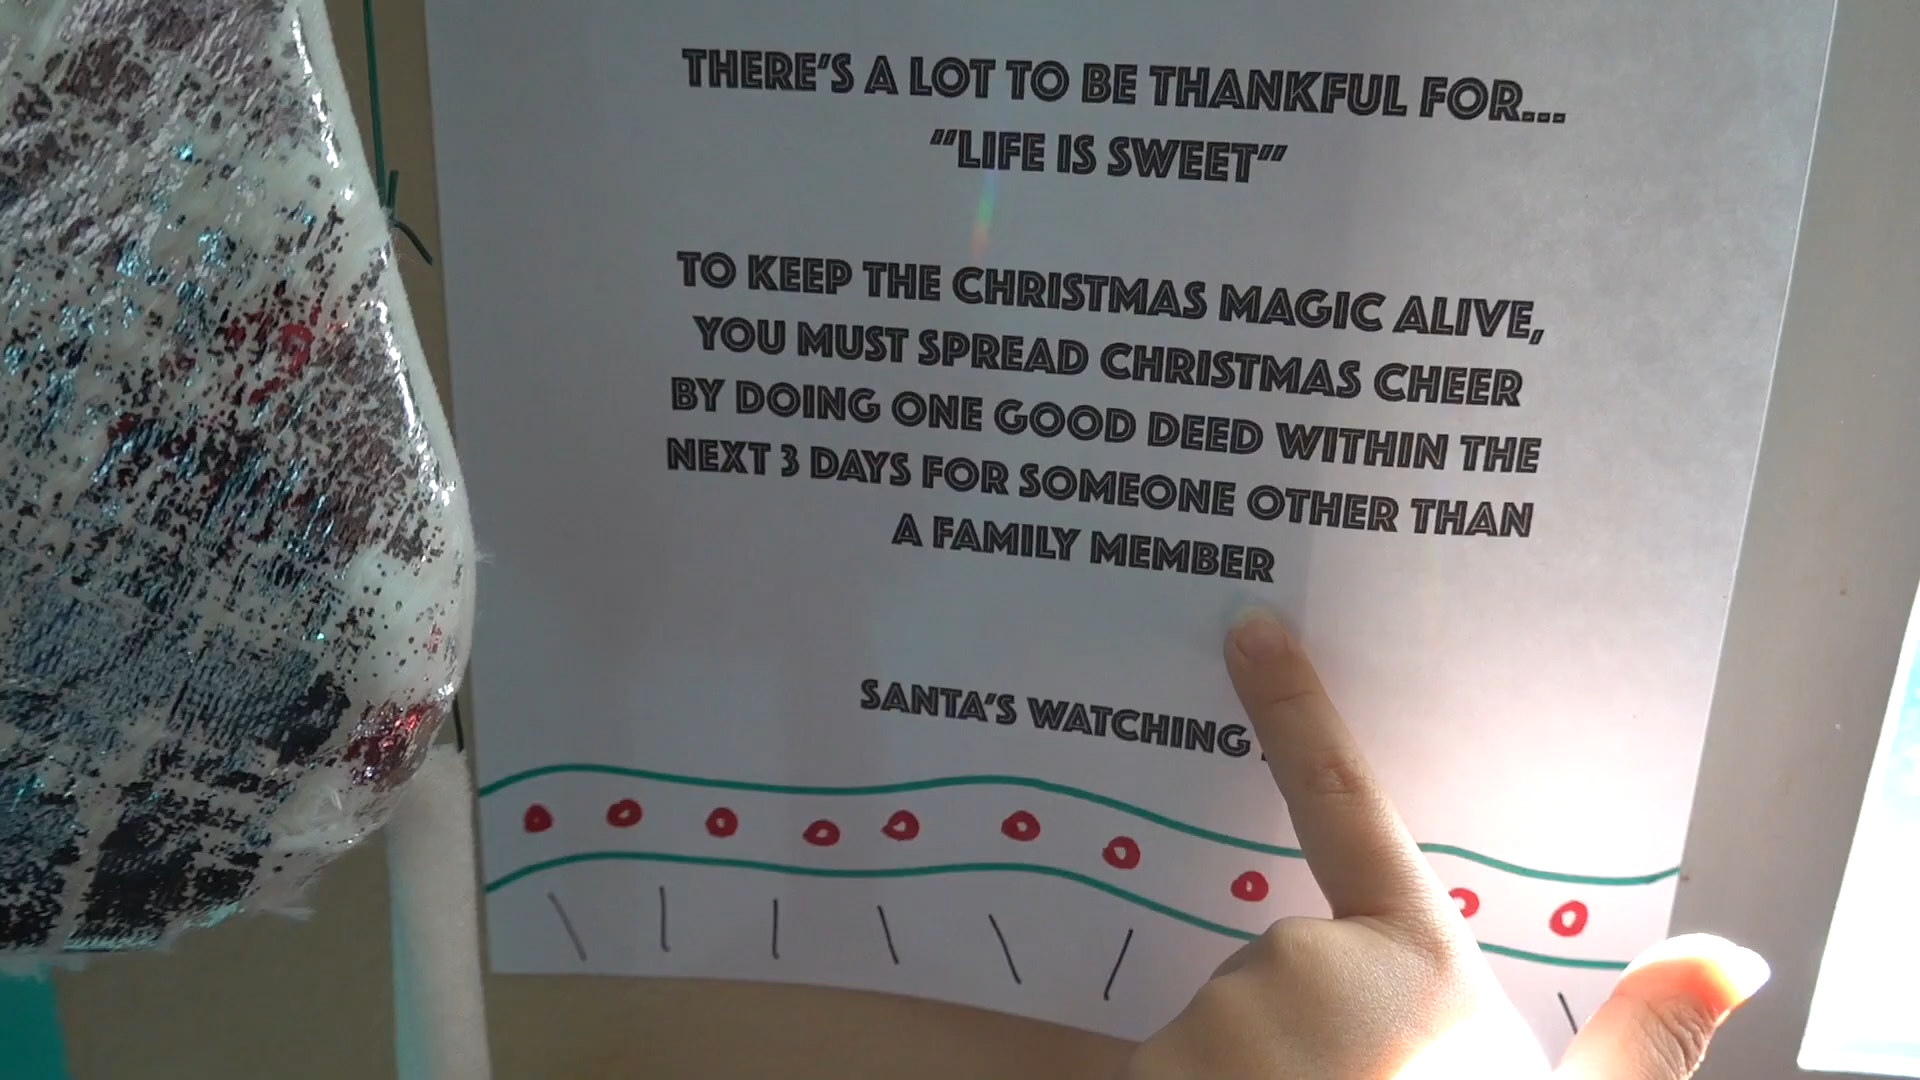 THERE'S A LOT TO BE THANKFUL FOR...
"LIFE IS SWEET"
TO KEEP THE CHRISTMAS MAGIC ALIVE,
YOU MUST SPREAD CHRISTMAS CHEER
BY DOING ONE GOOD DEED WITHIN THE
NEXT 3 DAYS FOR SOMEONE OTHER THAN
A FAMILY MEMBER
SANTA'S WATCHING